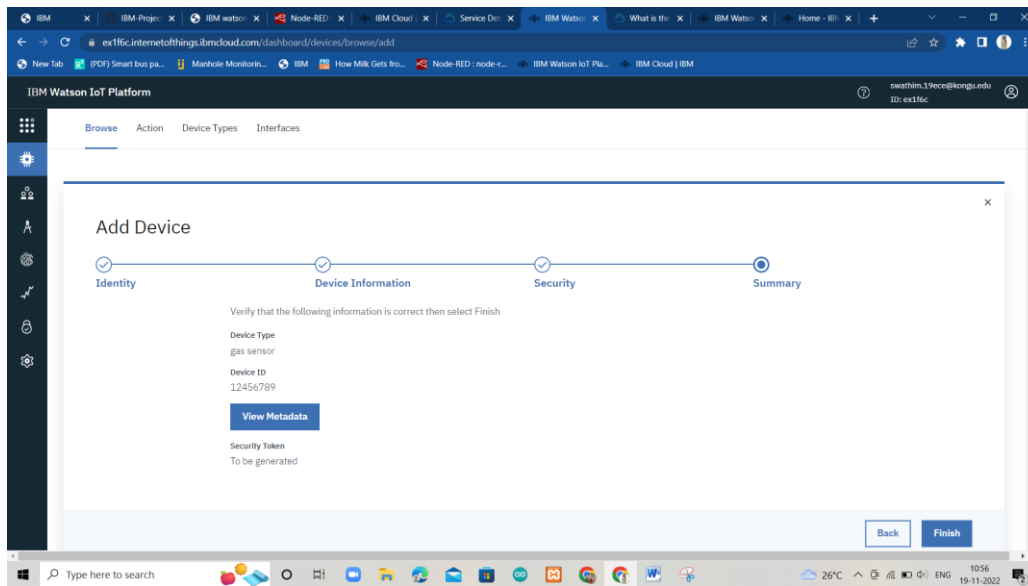 IBM
IBM-Project
IBM watson
Node-RED
IBM Cloud
Service Det
IBM Watson
What is the
IBM Watso
Home - IBM
ex1f6c.internetofthings.ibmcloud.com/dashboard/devices/browse/add
New Tab
(PDF) Smart bus pa...
Manhole Monitorin...
IBM
How Milk Gets fro...
Node-RED : node-r...
IBM Watson IoT Pla...
IBM Cloud | IBM
IBM Watson IoT Platform
swathim.19ece@kongu.edu
ID: ex1f6c
Browse Action Device Types Interfaces
Add Device
Identity Device Information Security Summary
Verify that the following information is correct then select Finish
Device Type
gas sensor
Device ID
12456789
View Metadata
Security Token
To be generated
Back Finish
Type here to search
26°C
ENG
10:56
19-11-2022